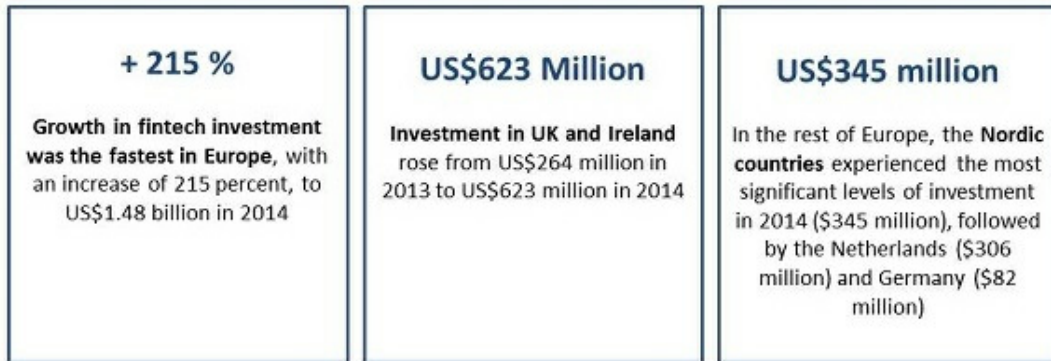 + 215 %
Growth in fintech investment
was the fastest in Europe, with
an increase of 215 percent, to
US$1.48 billion in 2014
US$623 Million
Investment in UK and Ireland
rose from US$264 million in
2013 to US$623 million in 2014
US$345 million
In the rest of Europe, the Nordic
countries experienced the most
significant levels of investment
in 2014 ($345 million), followed
by the Netherlands ($306
million) and Germany ($82
million)